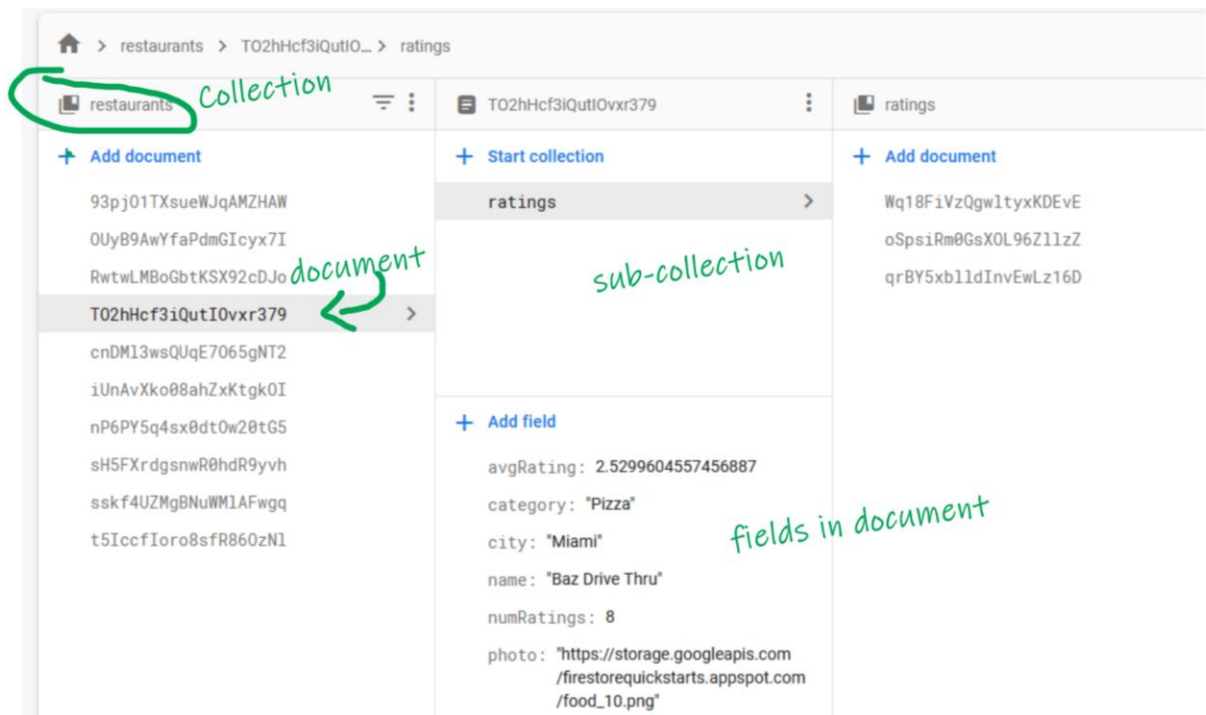 > restaurants > TO2hHcf3iQutIO... > ratings
restaurants
Collection
+ Add document
93pjO1TXsueWJqAMZHAW
OUyB9AwYfaPdmGIcyx7I
RwtwLMBoGbtKSX92cDJo
document
TO2hHcf3iQutIOvxr379 >
cnDMl3wsQUqE7O65gNT2
iUnAvXko08ahZxKtgkOI
nP6PY5q4sx0dtOw20tG5
sH5FXrdgsnwR0hdR9yvh
sskf4UZMgBNuWMlAFwgq
t5IccfIoro8sfR86OzNl
TO2hHcf3iQutIOvxr379
+ Start collection
ratings >
sub-collection
+ Add field
avgRating: 2.5299604557456887
category: "Pizza"
city: "Miami"
name: "Baz Drive Thru"
numRatings: 8
photo: "https://storage.googleapis.com
/firestorequickstarts.appspot.com
/food_10.png"
fields in document
ratings
+ Add document
Wq18FiVzQgwltyxKDEvE
oSpsiRm0GsXOL96ZllzZ
qrBY5xblldInvEwLz16D